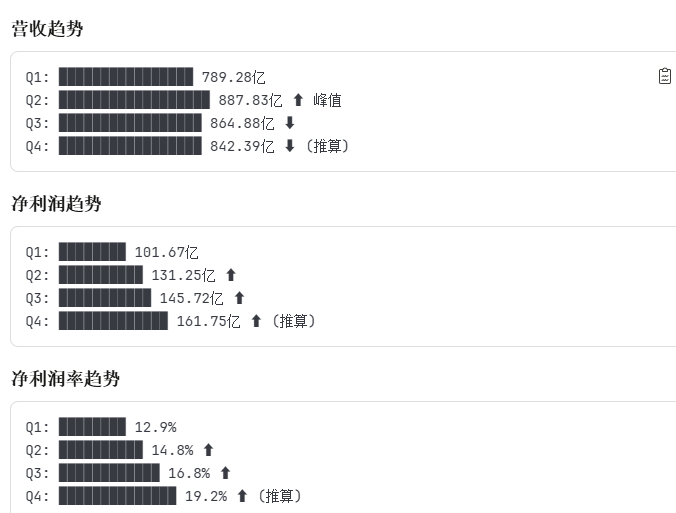 营收趋势
Q1: ████████████████ 789.28亿
Q2: ██████████████████ 887.83亿 ⬆ 峰值
Q3: █████████████████ 864.88亿 ⬇
Q4: █████████████████ 842.39亿 ⬇ (推算)
净利润趋势
Q1: ████████ 101.67亿
Q2: ██████████ 131.25亿 ⬆
Q3: ███████████ 145.72亿 ⬆
Q4: █████████████ 161.75亿 ⬆ (推算)
净利润率趋势
Q1: ████████ 12.9%
Q2: ██████████ 14.8% ⬆
Q3: ████████████ 16.8% ⬆
Q4: ██████████████ 19.2% ⬆ (推算)